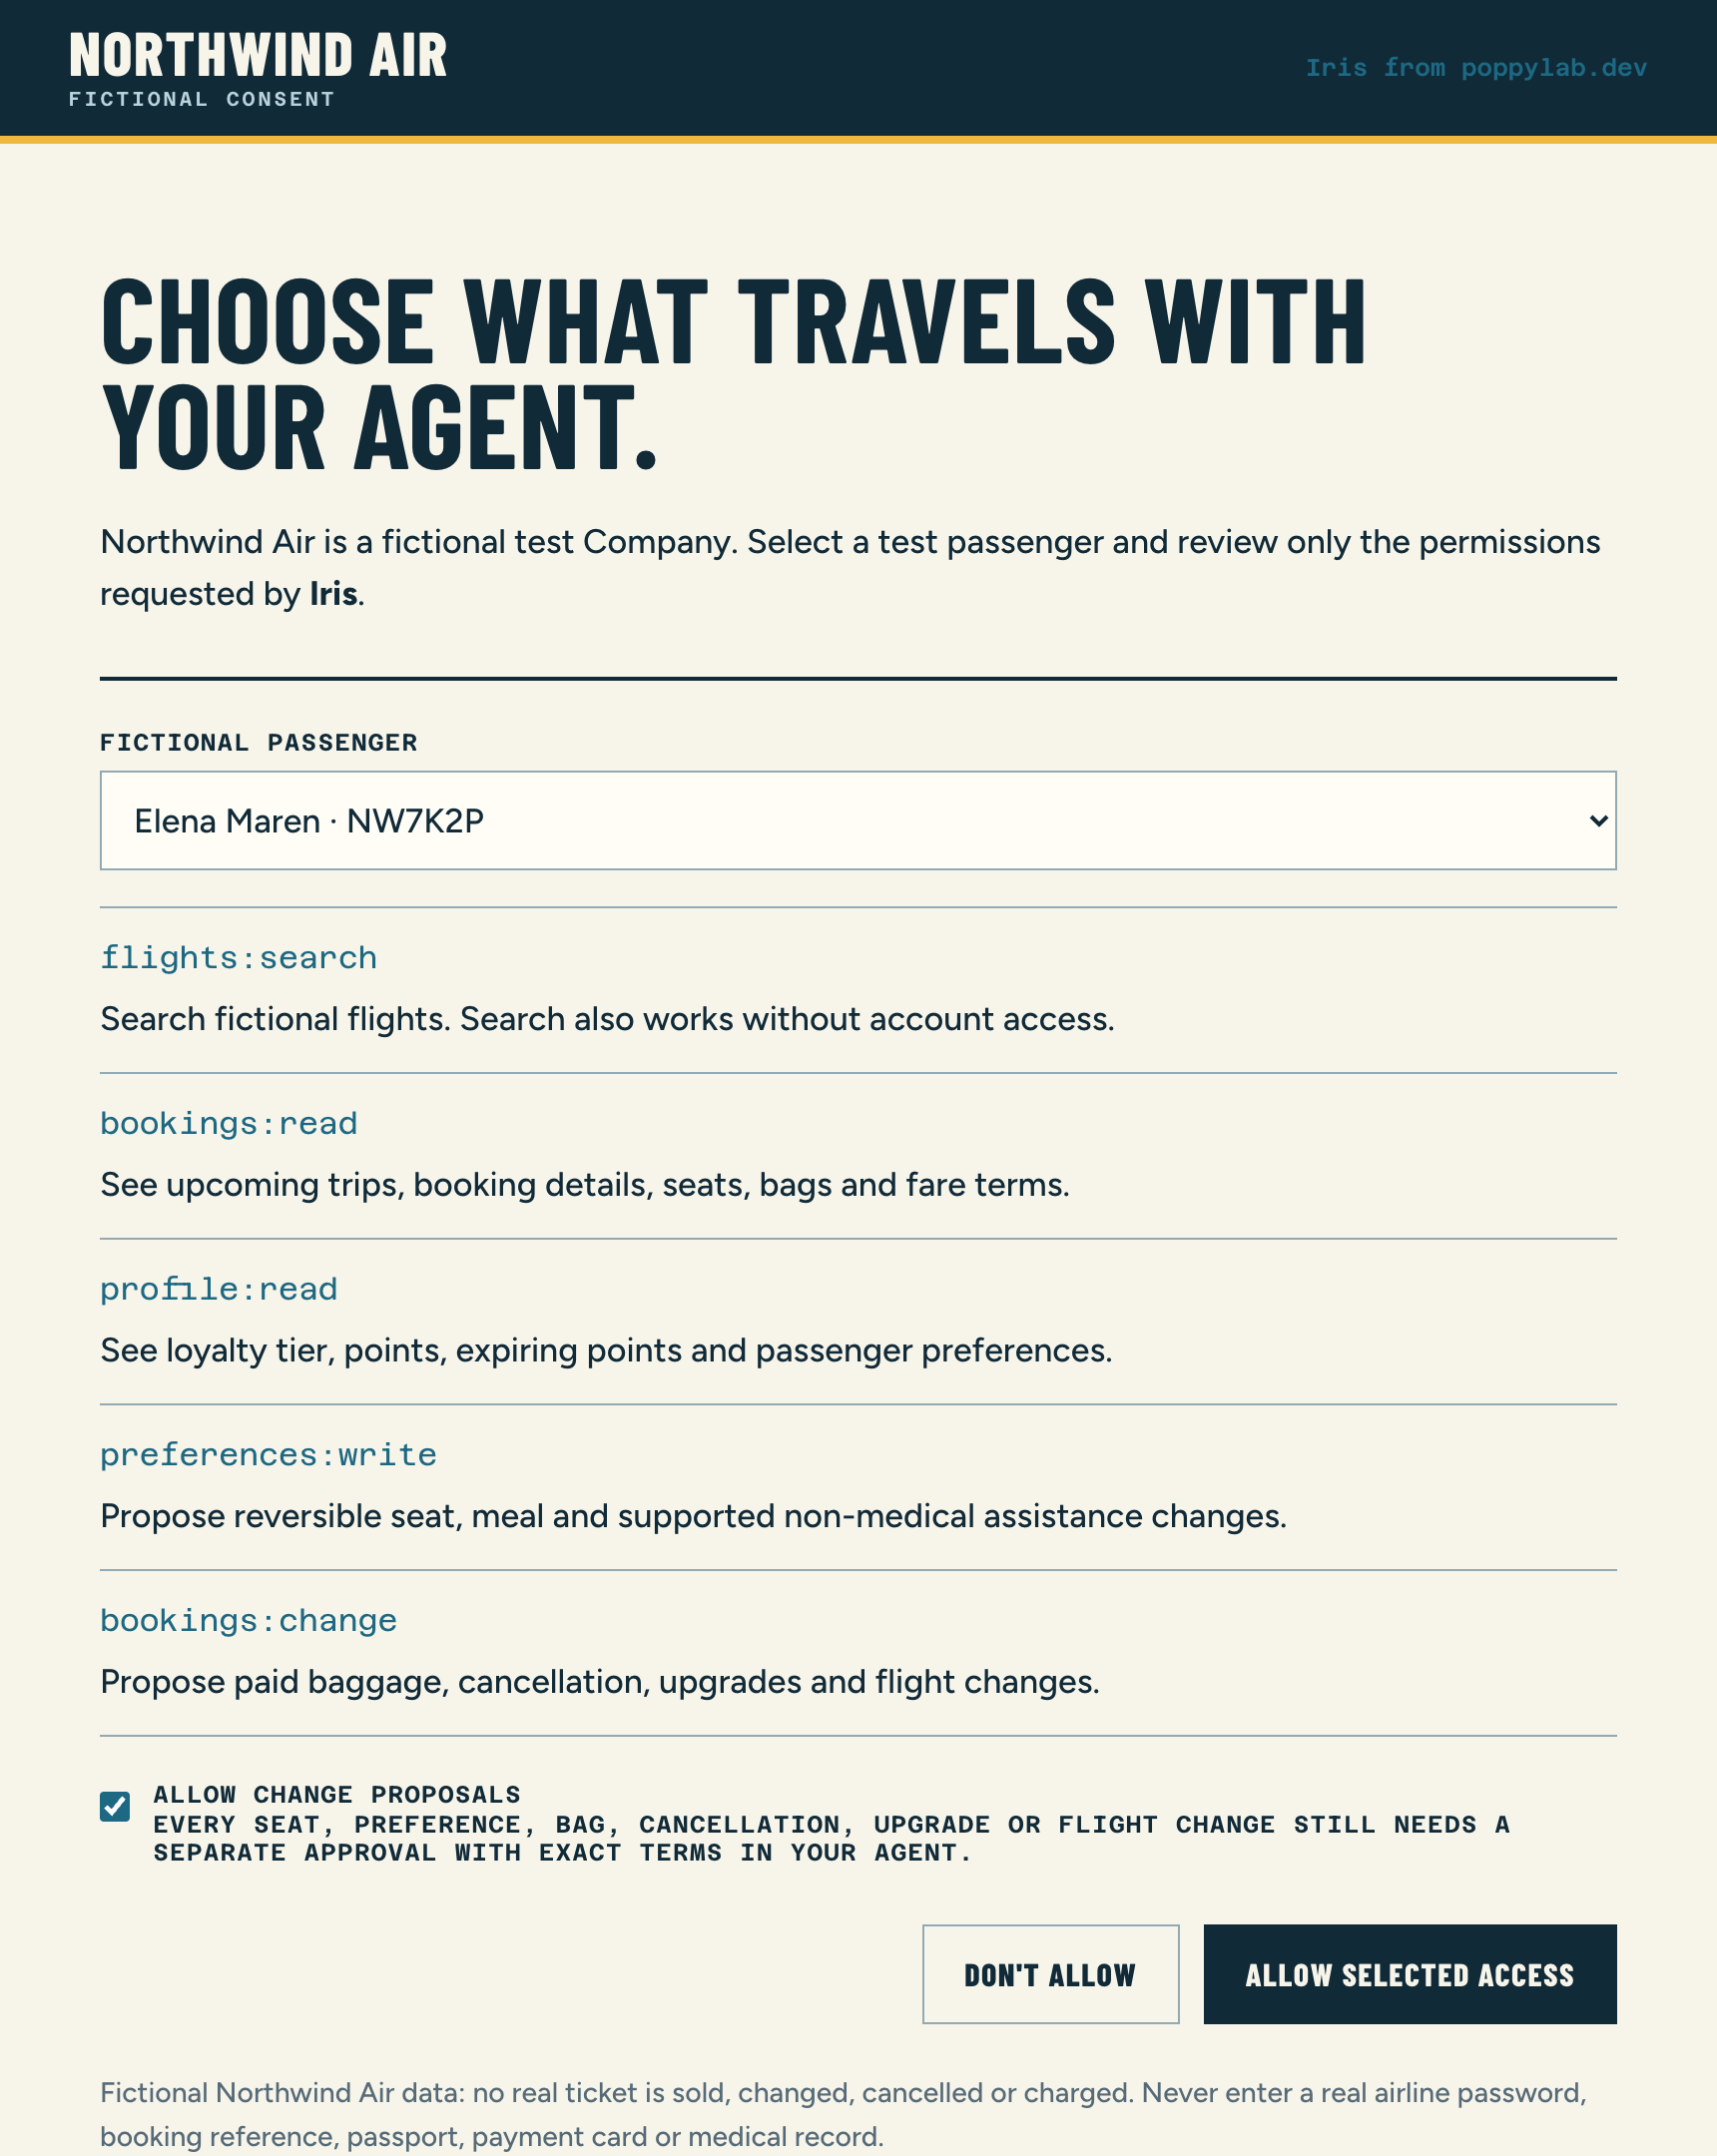 NORTHWIND AIR
FICTIONAL CONSENT
Iris from poppylab.dev
CHOOSE WHAT TRAVELS WITH
YOUR AGENT.
Northwind Air is a fictional test Company. Select a test passenger and review only the permissions
requested by Iris.
FICTIONAL PASSENGER
Elena Maren · NW7K2P
flights:search
Search fictional flights. Search also works without account access.
bookings:read
See upcoming trips, booking details, seats, bags and fare terms.
profile:read
See loyalty tier, points, expiring points and passenger preferences.
preferences:write
Propose reversible seat, meal and supported non-medical assistance changes.
bookings:change
Propose paid baggage, cancellation, upgrades and flight changes.
ALLOW CHANGE PROPOSALS
EVERY SEAT, PREFERENCE, BAG, CANCELLATION, UPGRADE OR FLIGHT CHANGE STILL NEEDS A
SEPARATE APPROVAL WITH EXACT TERMS IN YOUR AGENT.
DON'T ALLOW
ALLOW SELECTED ACCESS
Fictional Northwind Air data: no real ticket is sold, changed, cancelled or charged. Never enter a real airline password,
booking reference, passport, payment card or medical record.